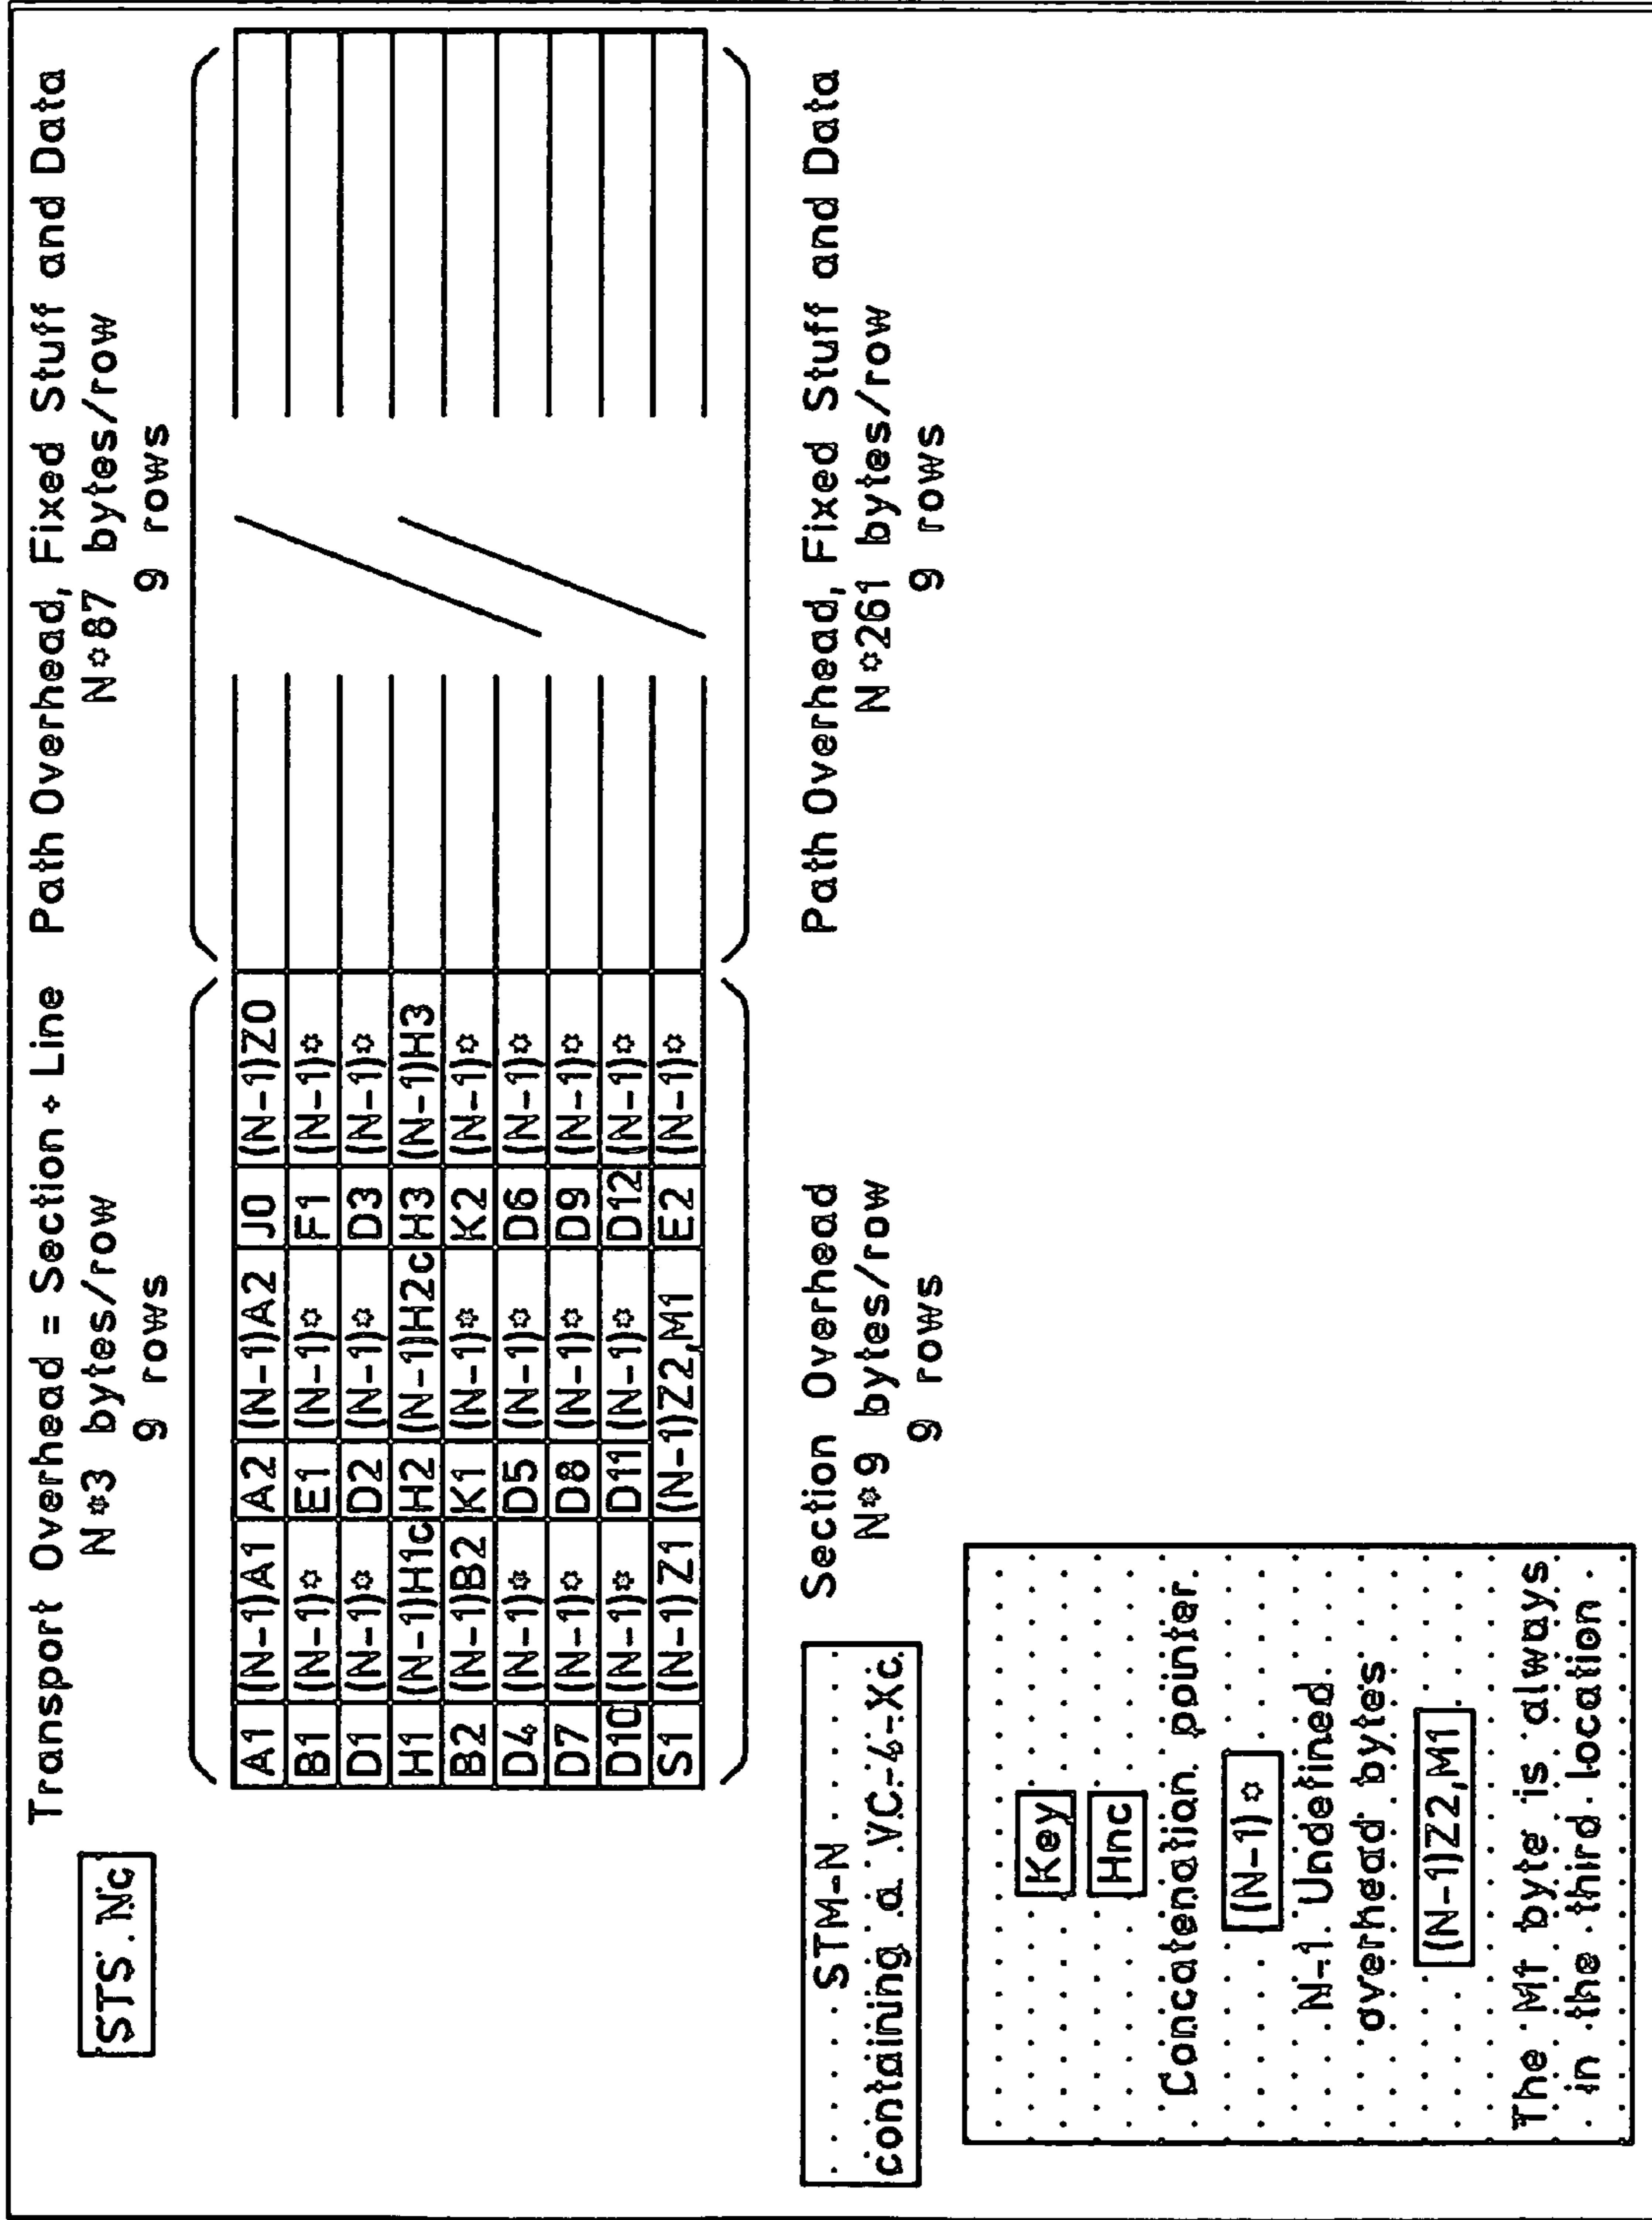 Transport Overhead = Section + Line Path Overhead, Fixed Stuff and Data
STS Nc N*3 bytes/row N*87 bytes/row
9 rows 9 rows
A1 (N-1)A1 A2 (N-1)A2 J0 (N-1)Z0
B1 (N-1)* E1 (N-1)* F1 (N-1)*
D1 (N-1)* D2 (N-1)* D3 (N-1)*
H1 (N-1)H1c H2 (N-1)H2c H3 (N-1)H3
B2 (N-1)B2 K1 (N-1)* K2 (N-1)*
D4 (N-1)* D5 (N-1)* D6 (N-1)*
D7 (N-1)* D8 (N-1)* D9 (N-1)*
D10 (N-1)* D11 (N-1)* D12 (N-1)*
S1 (N-1)Z1 (N-1)Z2,M1 E2 (N-1)*
STM-N
containing a VC-4-Xc
Section Overhead Path Overhead, Fixed Stuff and Data
N*9 bytes/row N*261 bytes/row
9 rows 9 rows
Key
Hnc
Concatenation pointer
(N-1)*
N-1 Undefined
overhead bytes
(N-1)Z2,M1
The M1 byte is always
in the third location